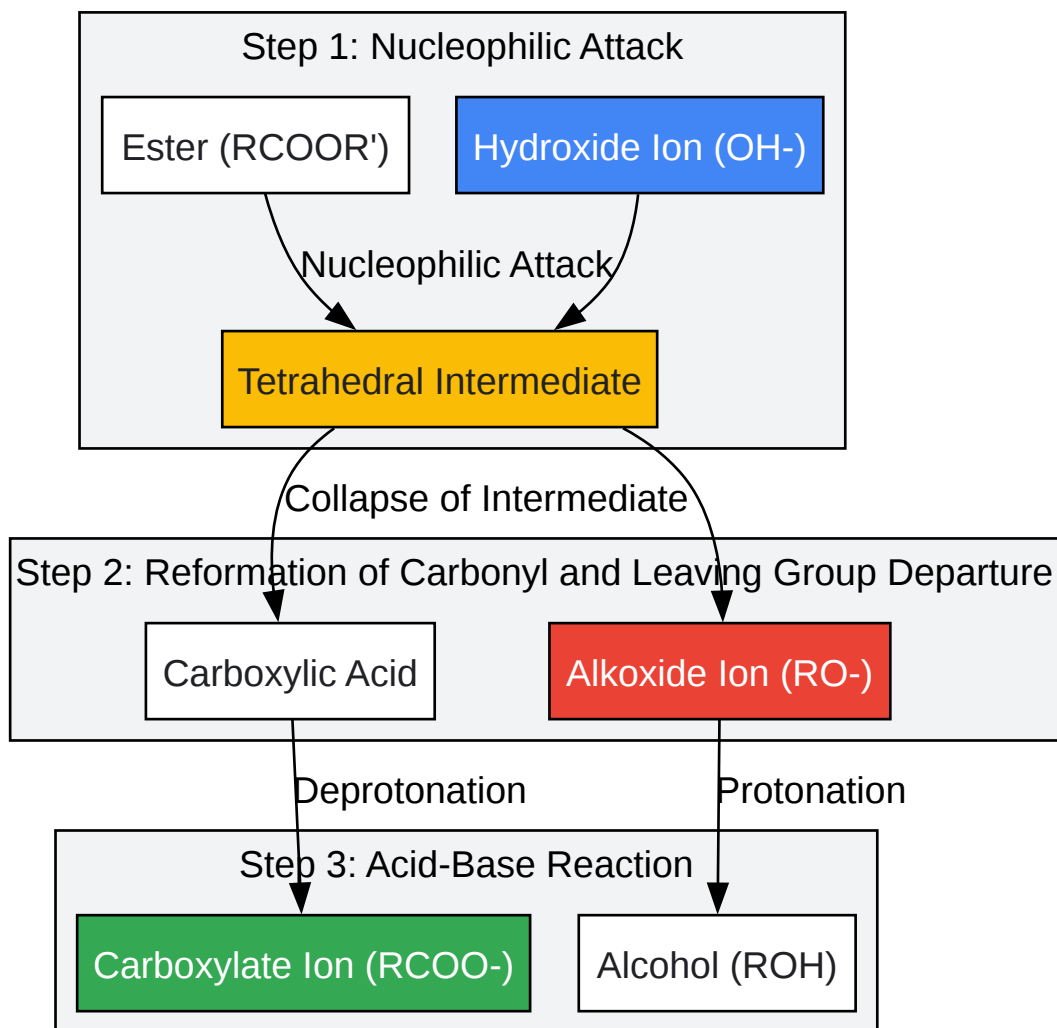 Step 1: Nucleophilic Attack
Ester (RCOOR')
Hydroxide Ion (OH-)
Nucleophilic Attack
Tetrahedral Intermediate
Collapse of Intermediate
Step 2: Reformation of Carbonyl and Leaving Group Departure
Carboxylic Acid
Alkoxide Ion (RO-)
Deprotonation
Protonation
Step 3: Acid-Base Reaction
Carboxylate Ion (RCOO-)
Alcohol (ROH)